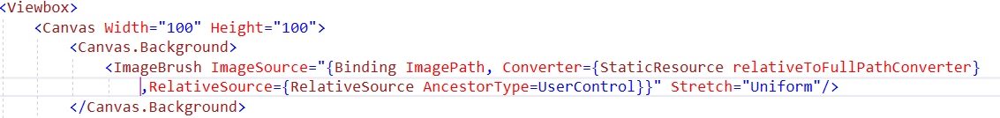 <Viewbox>
<Canvas Width="100" Height="100">
<Canvas.Background>
<ImageBrush ImageSource="{Binding ImagePath, Converter={StaticResource relativeToFullPathConverter}
,RelativeSource={RelativeSource AncestorType=UserControl}}" Stretch="Uniform"/>
</Canvas.Background>